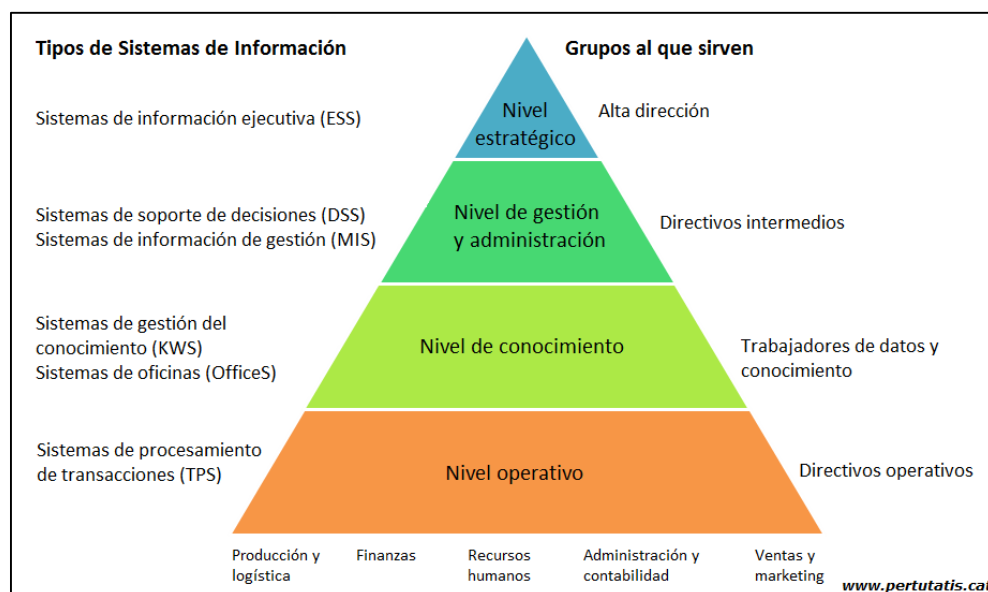 Tipos de Sistemas de Información
Grupos al que sirven
Sistemas de información ejecutiva (ESS)
Nivel
estratégico
Alta dirección
Sistemas de soporte de decisiones (DSS)
Sistemas de información de gestión (MIS)
Nivel de gestión
y administración
Directivos intermedios
Sistemas de gestión del
conocimiento (KWS)
Sistemas de oficinas (OfficeS)
Nivel de conocimiento
Trabajadores de datos y
conocimiento
Sistemas de procesamiento
de transacciones (TPS)
Nivel operativo
Directivos operativos
Producción y
logística
Finanzas
Recursos
humanos
Administración y
contabilidad
Ventas y
marketing
www.pertutatis.cat